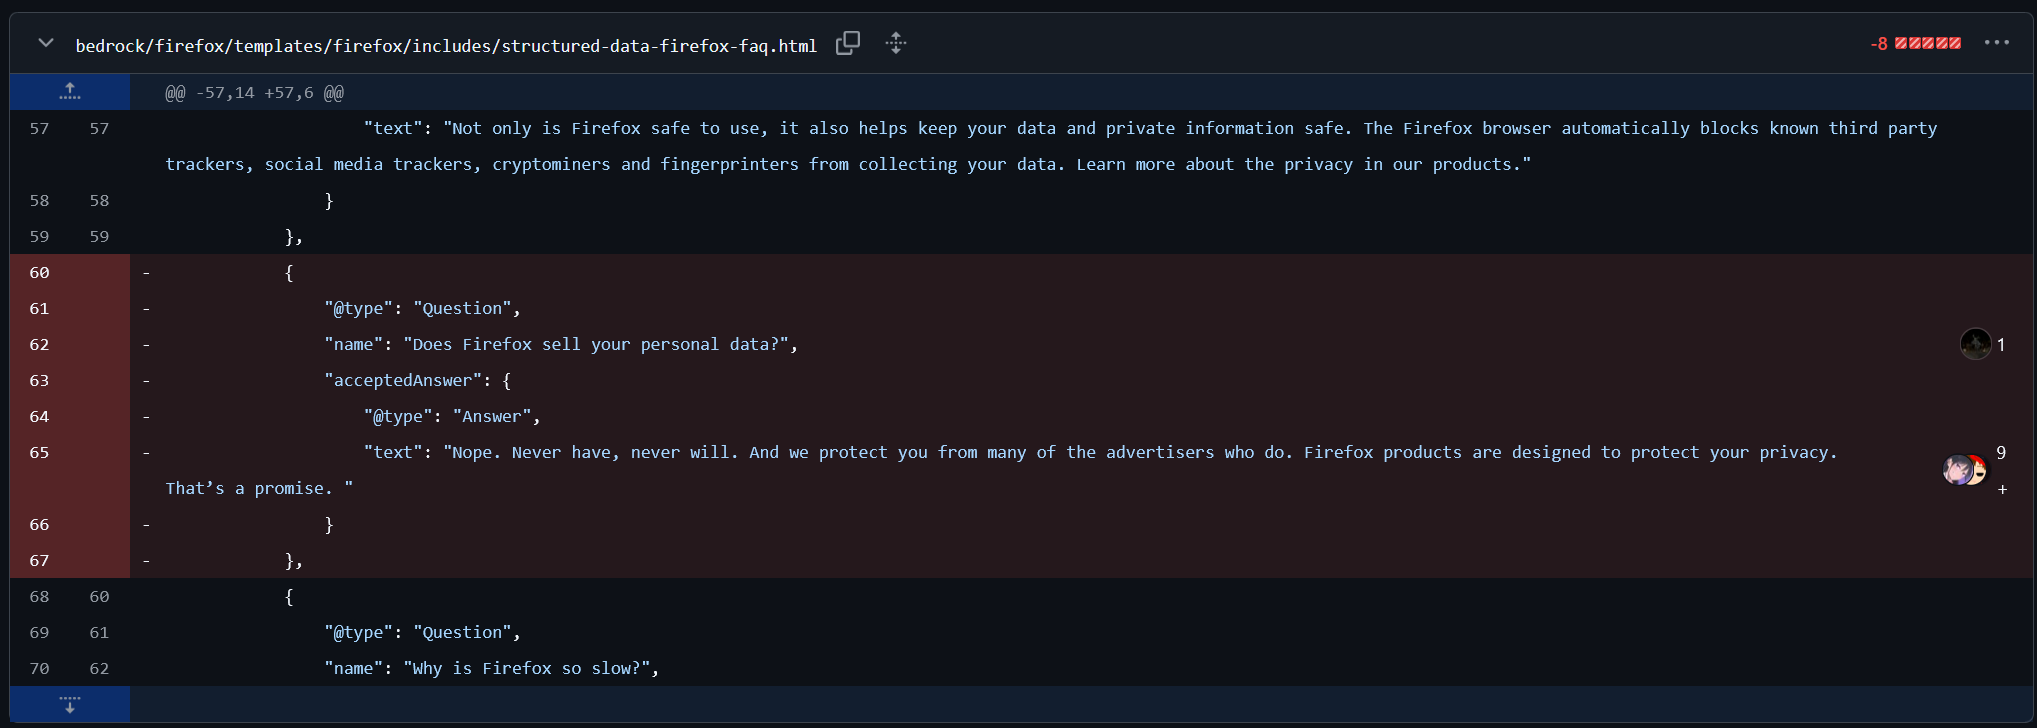 bedrock/firefox/templates/firefox/includes/structured-data-firefox-faq.html -8
@@ -57,14 +57,6 @@
57 57 "text": "Not only is Firefox safe to use, it also helps keep your data and private information safe. The Firefox browser automatically blocks known third party
trackers, social media trackers, cryptominers and fingerprinters from collecting your data. Learn more about the privacy in our products."
58 58 }
59 59 },
60 - {
61 - "@type": "Question",
62 - "name": "Does Firefox sell your personal data?", 1
63 - "acceptedAnswer": {
64 - "@type": "Answer",
65 - "text": "Nope. Never have, never will. And we protect you from many of the advertisers who do. Firefox products are designed to protect your privacy. 9
That’s a promise. " +
66 - }
67 - },
68 60 {
69 61 "@type": "Question",
70 62 "name": "Why is Firefox so slow?",